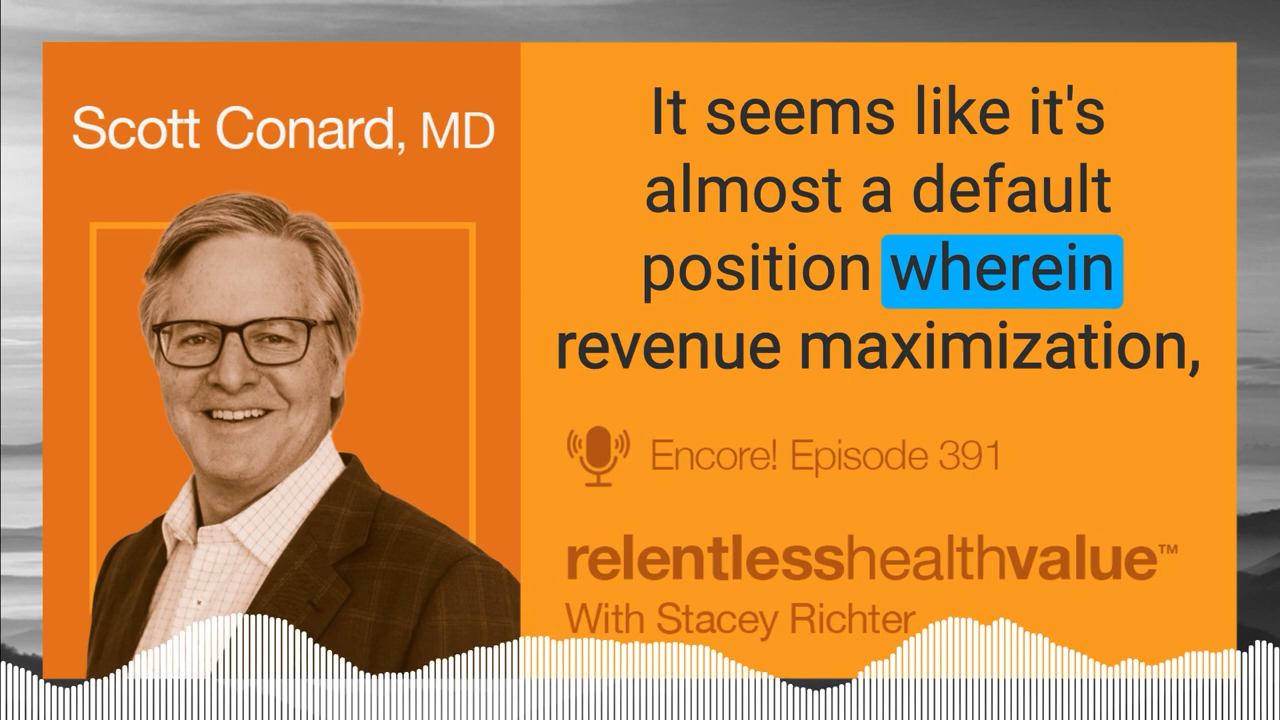 Scott Conard, MD
It seems like it's
almost a default
position wherein
revenue maximization,
Encore! Episode 391
relentlesshealthvalue™
With Stacey Richter